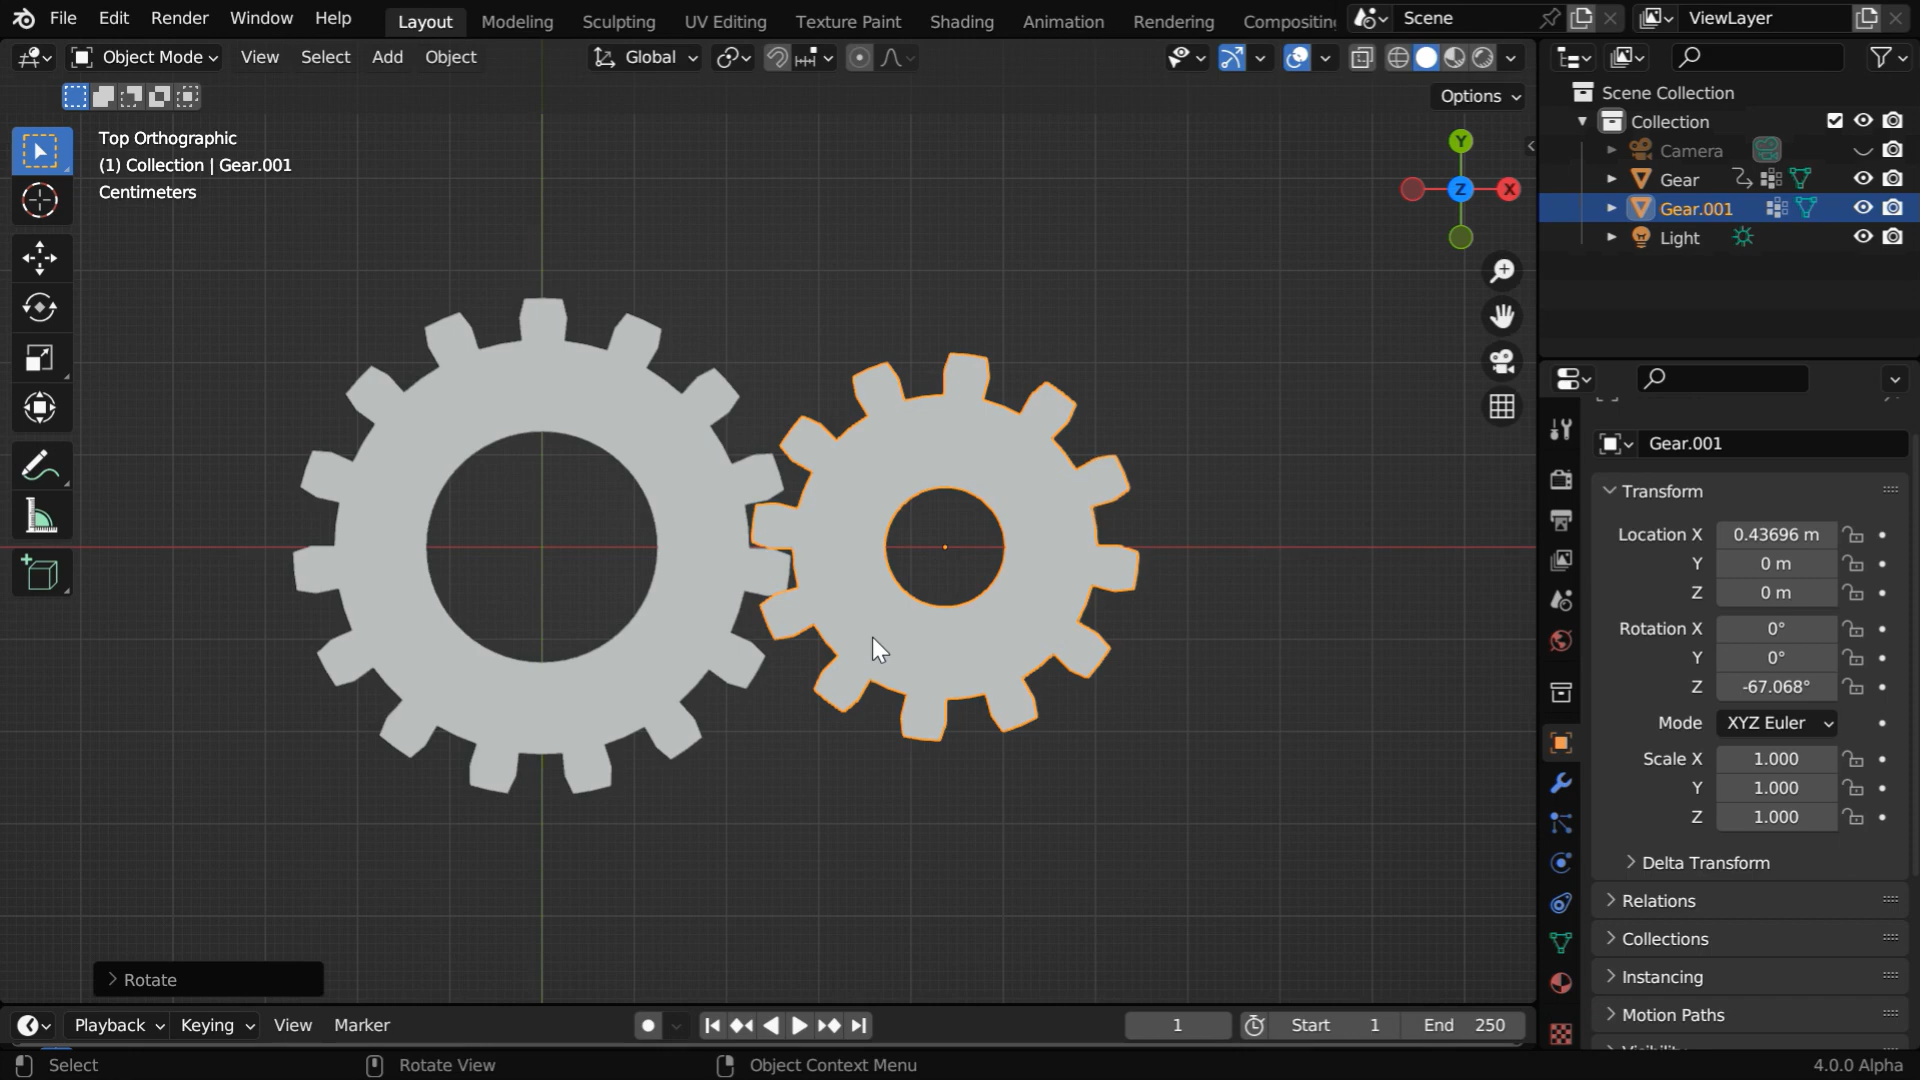 File Edit Render Window Help Layout Modeling Sculpting UV Editing Texture Paint Shading Animation Rendering Compositing Scene ViewLayer
Object Mode View Select Add Object Global
Options
Top Orthographic
(1) Collection | Gear.001
Centimeters
Y
Z X
Rotate
Scene Collection
Collection
Camera
Gear
Gear.001
Light
Gear.001
Transform
Location X 0.43696 m
Y 0 m
Z 0 m
Rotation X 0°
Y 0°
Z -67.068°
Mode XYZ Euler
Scale X 1.000
Y 1.000
Z 1.000
Delta Transform
Relations
Collections
Instancing
Motion Paths
Playback Keying View Marker 1 Start 1 End 250
Select Rotate View Object Context Menu 4.0.0 Alpha